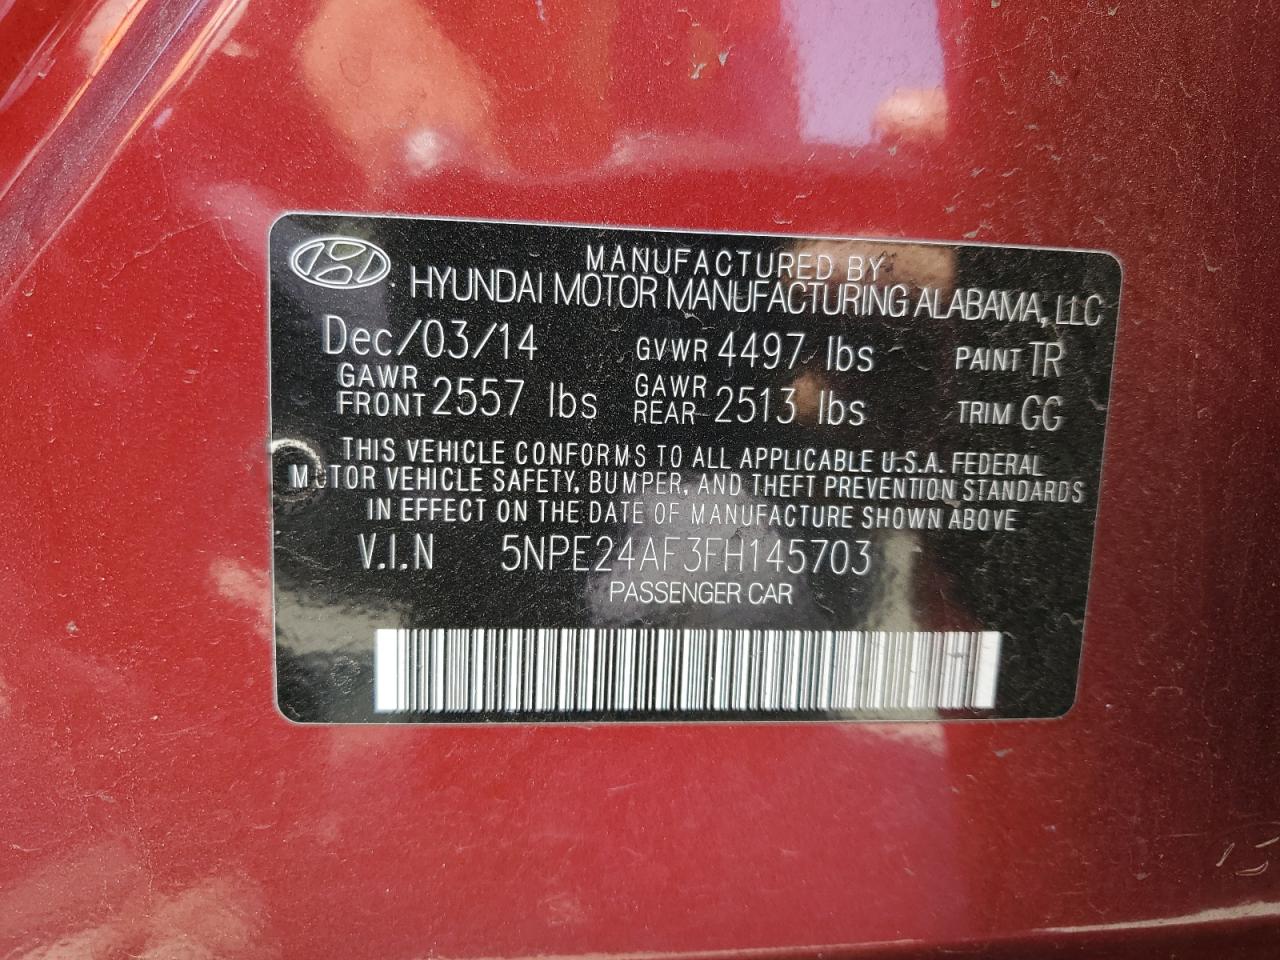 MANUFACTURED BY
HYUNDAI MOTOR MANUFACTURING ALABAMA, LLC
Dec/03/14 GVWR 4497 lbs PAINT TR
GAWR FRONT 2557 lbs GAWR REAR 2513 lbs TRIM GG
THIS VEHICLE CONFORMS TO ALL APPLICABLE U.S.A. FEDERAL
MOTOR VEHICLE SAFETY, BUMPER, AND THEFT PREVENTION STANDARDS
IN EFFECT ON THE DATE OF MANUFACTURE SHOWN ABOVE
V.I.N 5NPE24AF3FH145703
PASSENGER CAR